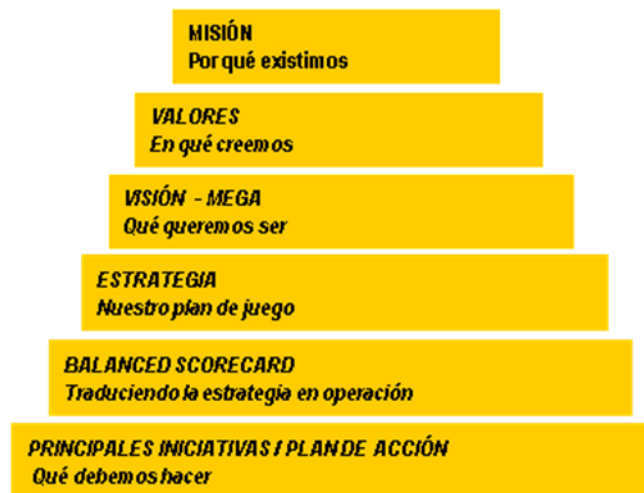 MISIÓN
Por qué existimos
VALORES
En qué creemos
VISIÓN - MEGA
Qué queremos ser
ESTRATEGIA
Nuestro plan de juego
BALANCED SCORECARD
Traduciendo la estrategia en operación
PRINCIPALES INICIATIVAS / PLAN DE ACCIÓN
Qué debemos hacer